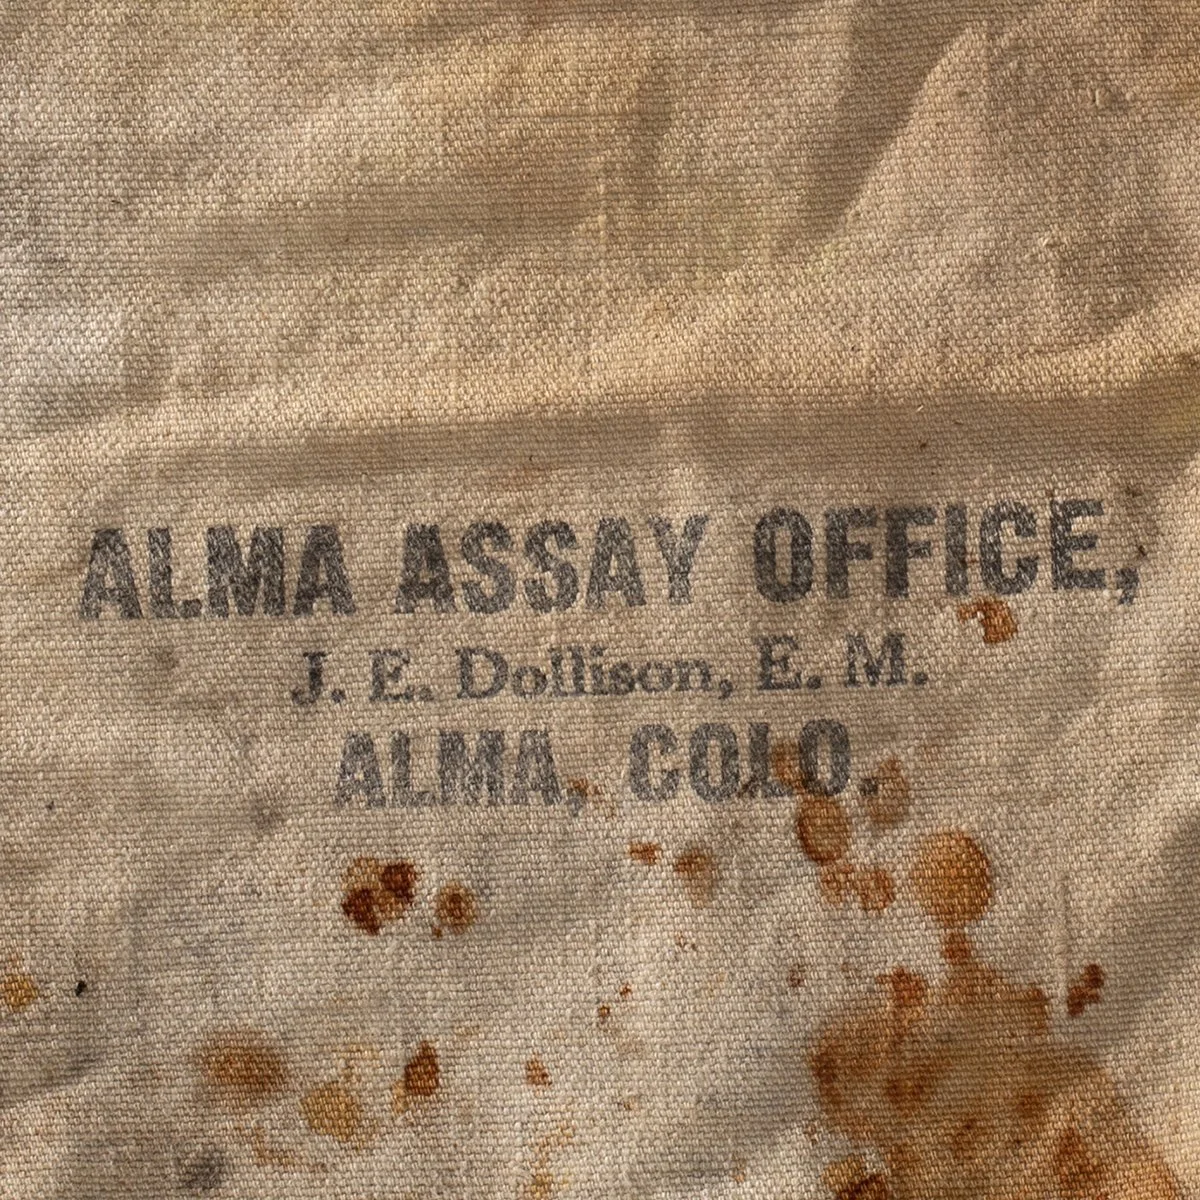 ALMA ASSAY OFFICE,
J. E. Dollison, E. M.
ALMA, COLO.